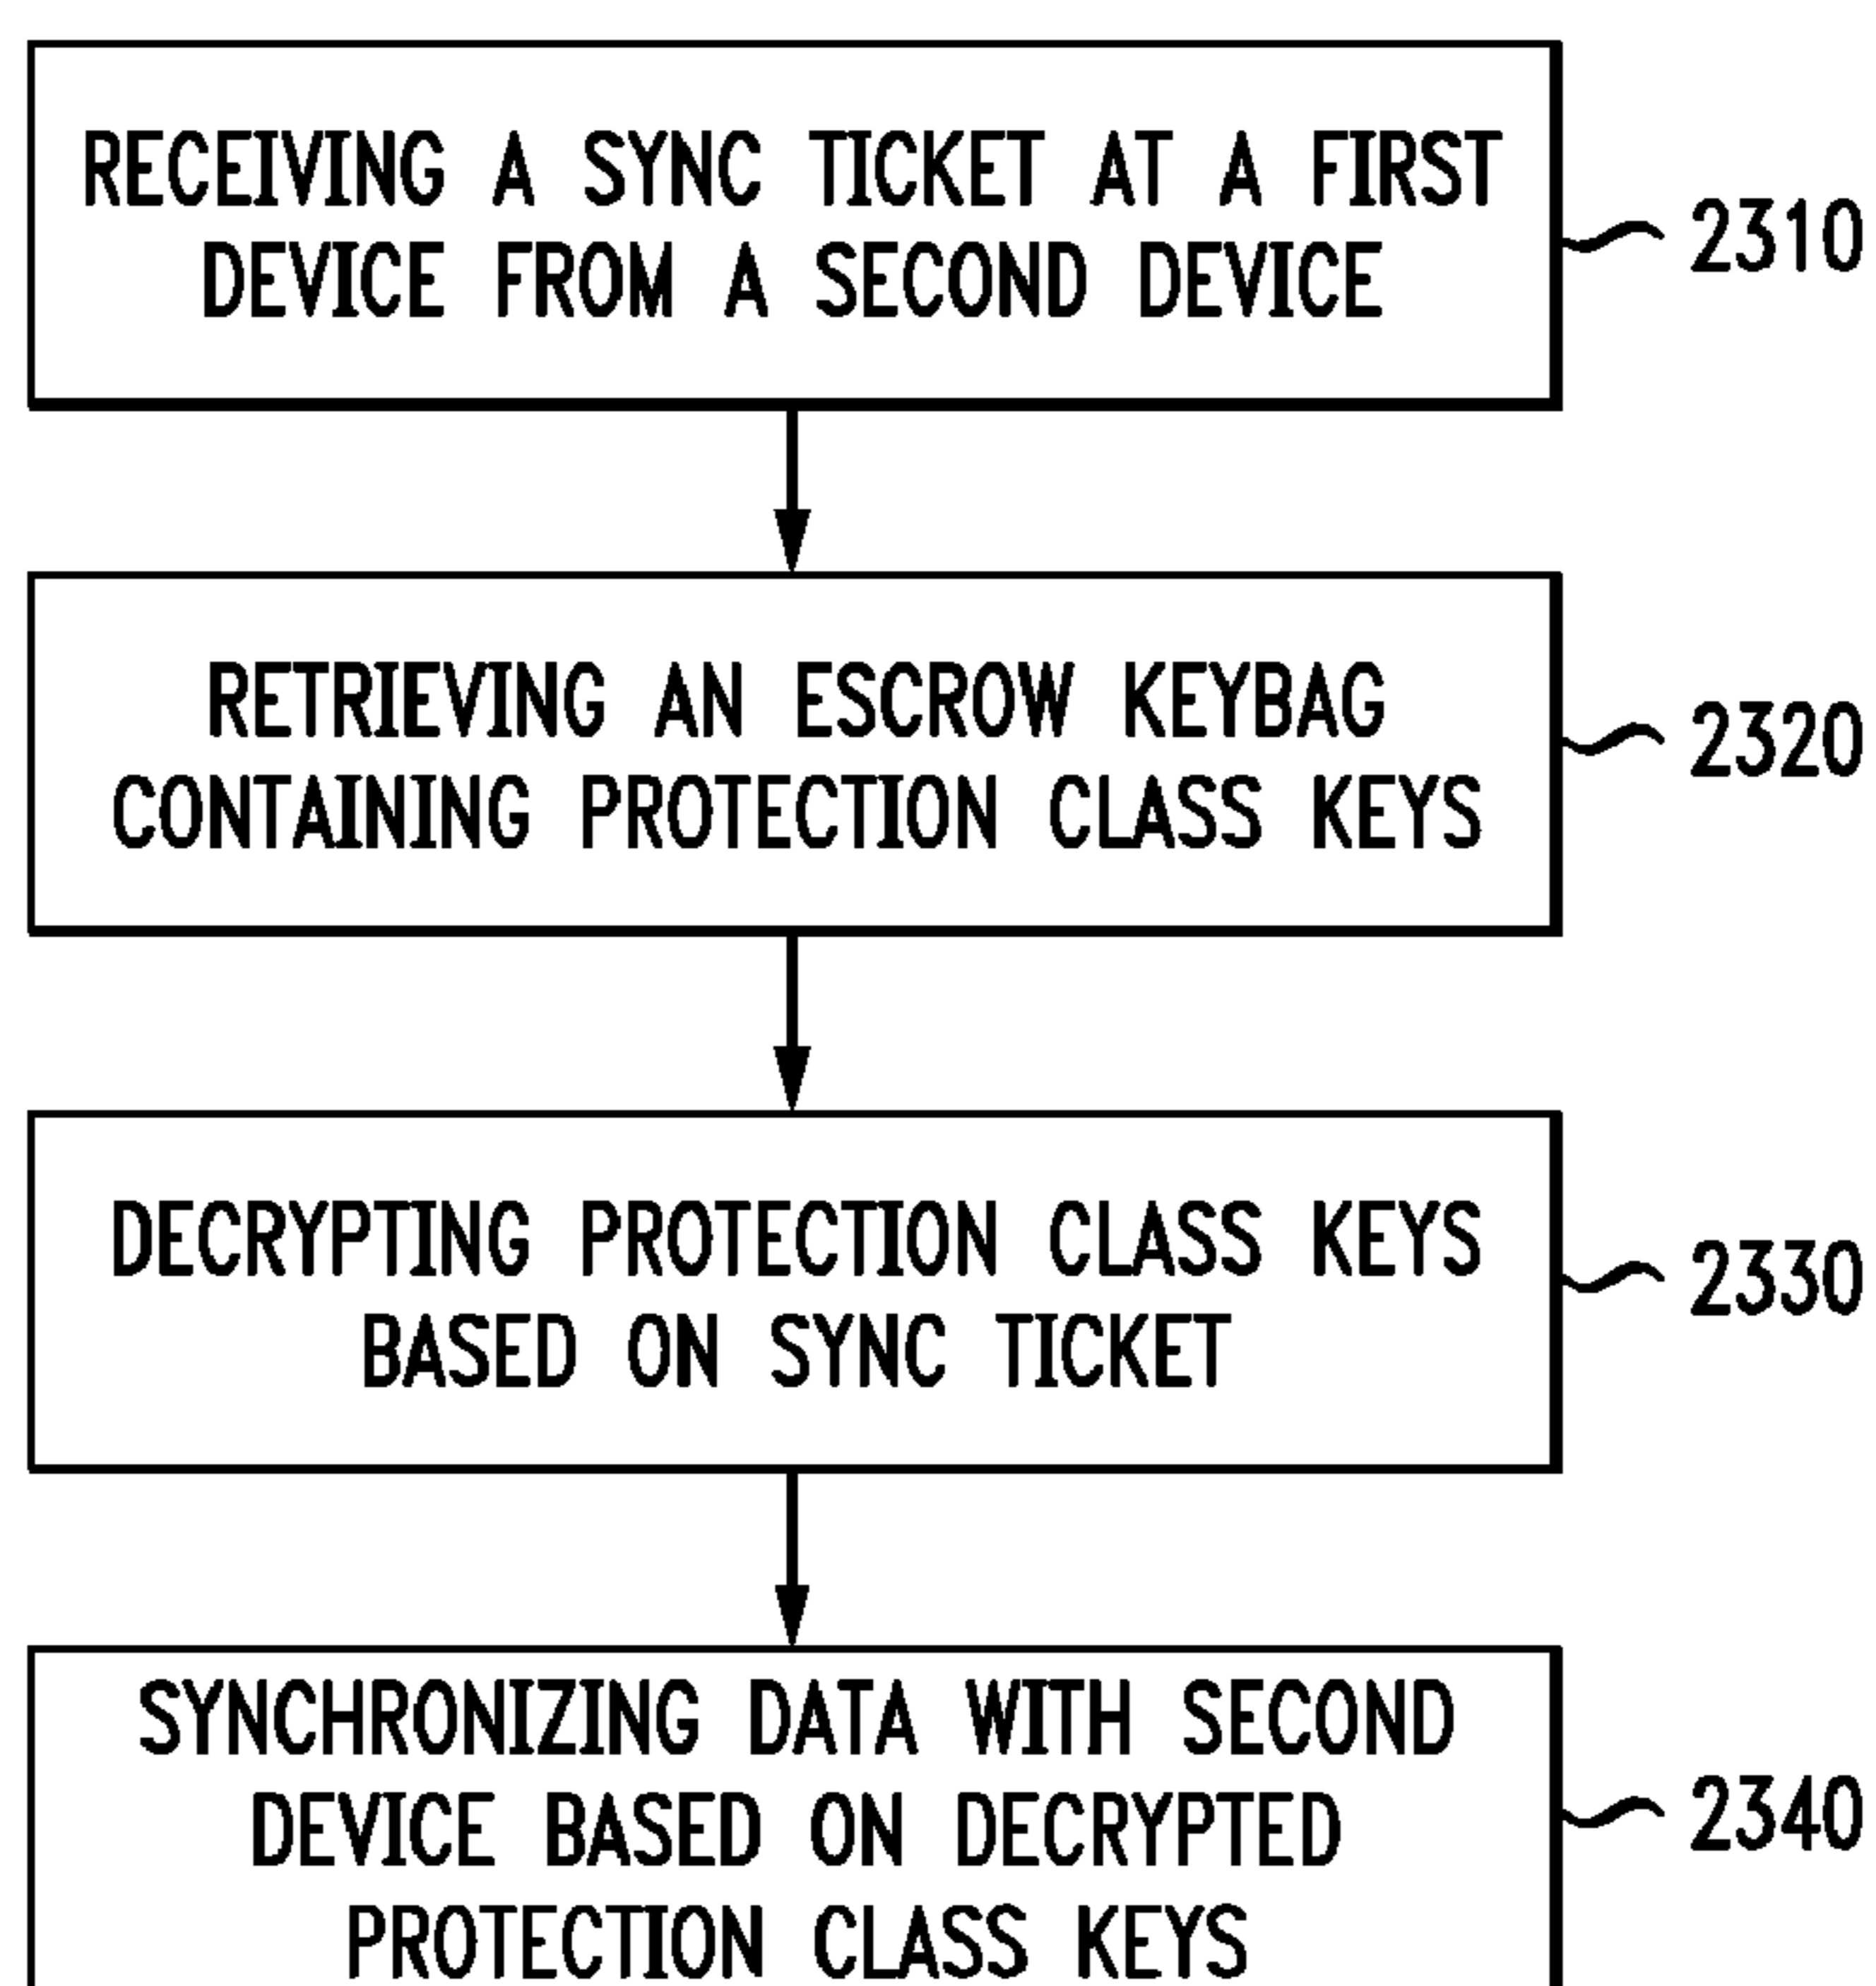 RECEIVING A SYNC TICKET AT A FIRST
DEVICE FROM A SECOND DEVICE
2310
RETRIEVING AN ESCROW KEYBAG
CONTAINING PROTECTION CLASS KEYS
2320
DECRYPTING PROTECTION CLASS KEYS
BASED ON SYNC TICKET
2330
SYNCHRONIZING DATA WITH SECOND
DEVICE BASED ON DECRYPTED
PROTECTION CLASS KEYS
2340